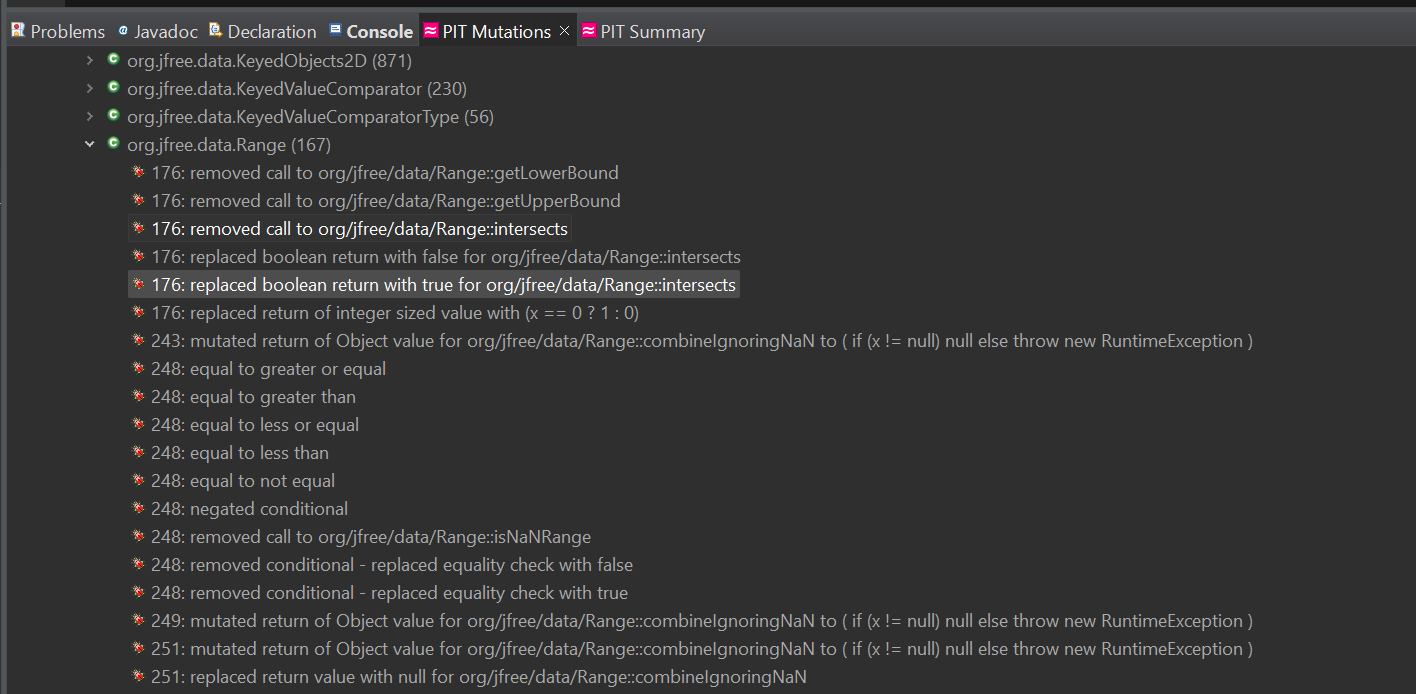 Problems Javadoc Declaration Console PIT Mutations PIT Summary
org.jfree.data.KeyedObjects2D (871)
org.jfree.data.KeyedValueComparator (230)
org.jfree.data.KeyedValueComparatorType (56)
org.jfree.data.Range (167)
176: removed call to org/jfree/data/Range::getLowerBound
176: removed call to org/jfree/data/Range::getUpperBound
176: removed call to org/jfree/data/Range::intersects
176: replaced boolean return with false for org/jfree/data/Range::intersects
176: replaced boolean return with true for org/jfree/data/Range::intersects
176: replaced return of integer sized value with (x == 0 ? 1 : 0)
243: mutated return of Object value for org/jfree/data/Range::combineIgnoringNaN to ( if (x != null) null else throw new RuntimeException )
248: equal to greater or equal
248: equal to greater than
248: equal to less or equal
248: equal to less than
248: equal to not equal
248: negated conditional
248: removed call to org/jfree/data/Range::isNaNRange
248: removed conditional - replaced equality check with false
248: removed conditional - replaced equality check with true
249: mutated return of Object value for org/jfree/data/Range::combineIgnoringNaN to ( if (x != null) null else throw new RuntimeException )
251: mutated return of Object value for org/jfree/data/Range::combineIgnoringNaN to ( if (x != null) null else throw new RuntimeException )
251: replaced return value with null for org/jfree/data/Range::combineIgnoringNaN